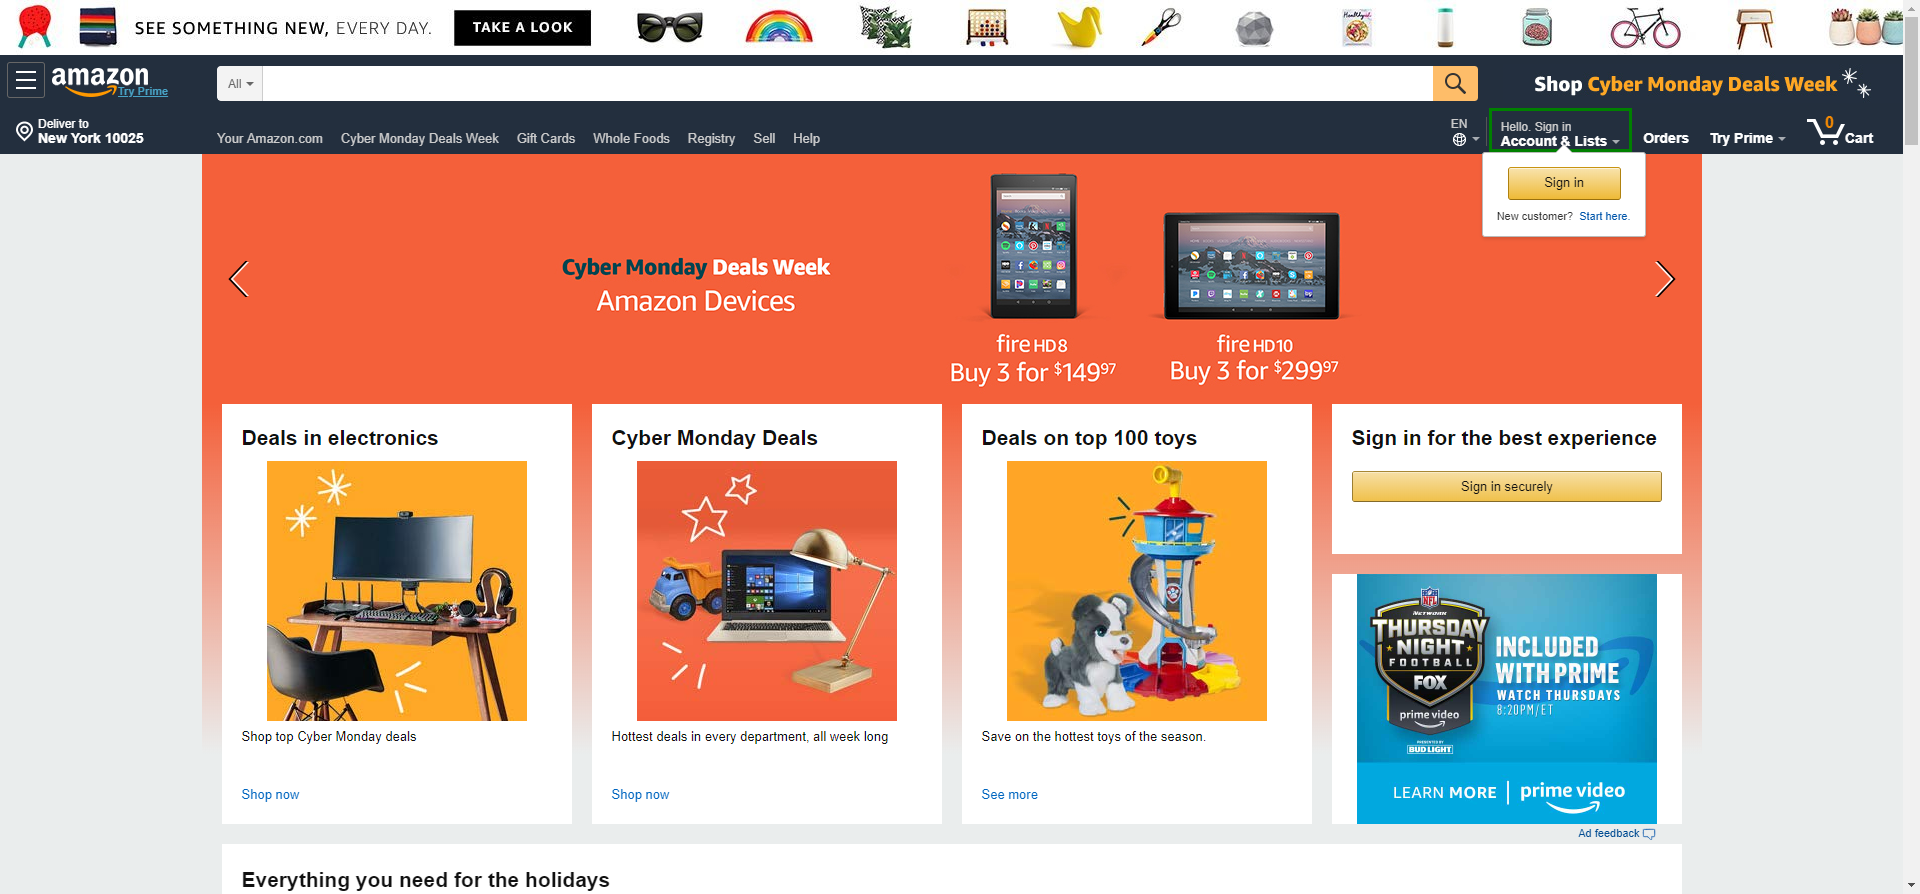 SEE SOMETHING NEW, EVERY DAY.
TAKE A LOOK
Healthyish
amazon
Try Prime
All
Shop Cyber Monday Deals Week
Deliver to
New York 10025
Your Amazon.com
Cyber Monday Deals Week
Gift Cards
Whole Foods
Registry
Sell
Help
EN
Hello. Sign in
Account & Lists
Orders
Try Prime
0
Cart
Sign in
New customer? Start here.
Cyber Monday Deals Week
Amazon Devices
fire HD8
Buy 3 for $149 97
fire HD10
Buy 3 for $299 97
Deals in electronics
Shop top Cyber Monday deals
Shop now
Cyber Monday Deals
Hottest deals in every department, all week long
Shop now
Deals on top 100 toys
Save on the hottest toys of the season.
See more
Sign in for the best experience
Sign in securely
NFL
NETWORK
THURSDAY
NIGHT
FOOTBALL
FOX
prime video
PRESENTED BY
BUD LIGHT
INCLUDED
WITH PRIME
WATCH THURSDAYS
8:20PM/ET
LEARN MORE
prime video
Ad feedback
Everything you need for the holidays